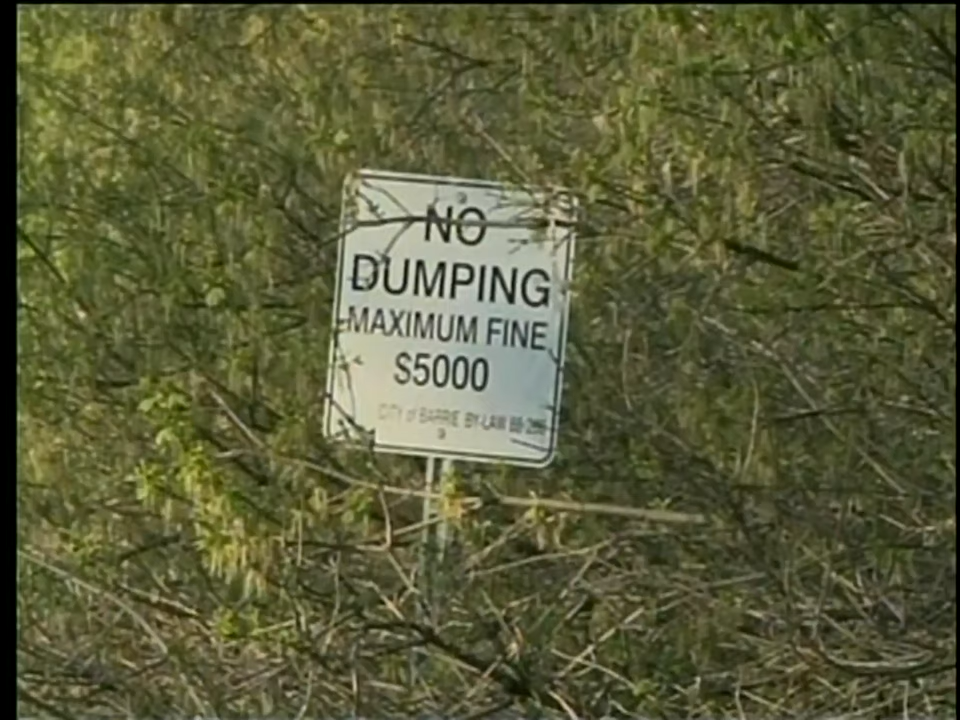 NO
DUMPING
MAXIMUM FINE
$5000
CITY of BARRIE BY-LAW